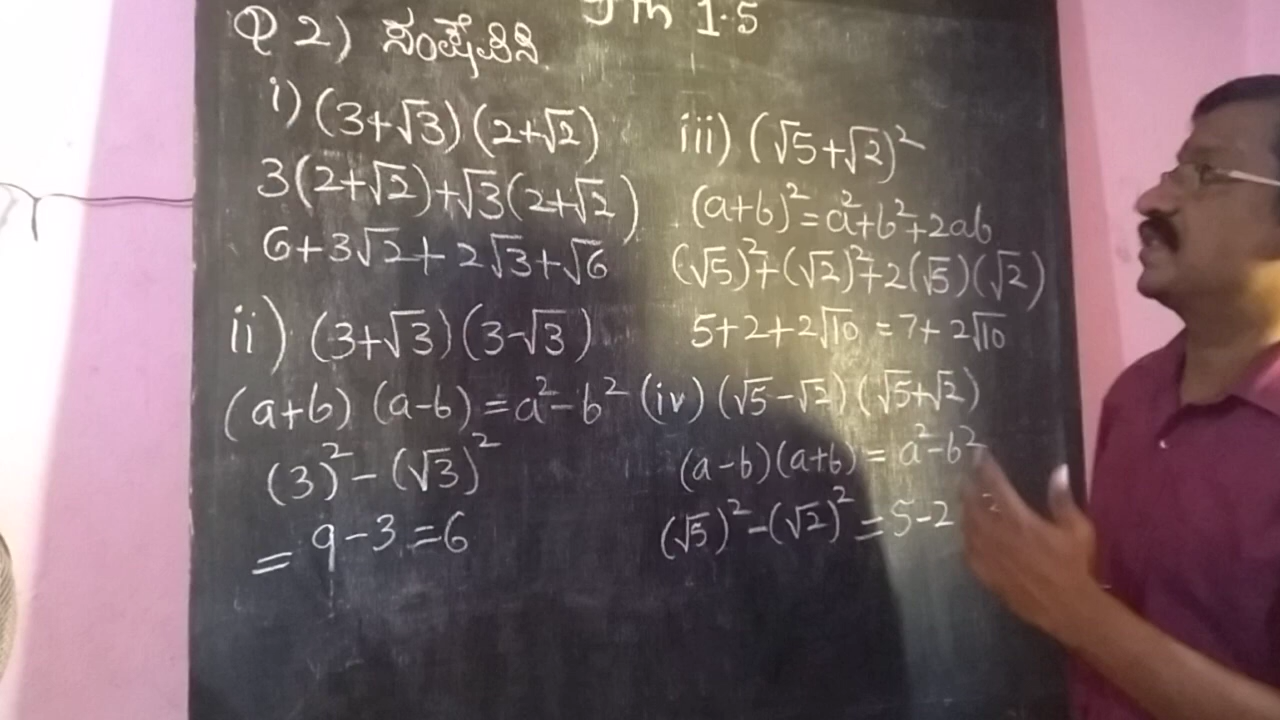 9th 1.5
Q 2) ಸಂಕ್ಷೇಪಿಸಿ.
i) (3+√3)(2+√2)
3(2+√2)+√3(2+√2)
6+3√2+2√3+√6
ii) (3+√3)(3-√3)
(a+b) (a-b) = a²-b²
(3)²-(√3)²
= 9-3=6
iii) (√5+√2)²
(a+b)²=a²+b²+2ab
(√5)²+(√2)²+2(√5)(√2)
5+2+2√10 = 7+2√10
(iv) (√5-√2)(√5+√2)
(a-b)(a+b) = a²-b²
(√5)²-(√2)² = 5-2